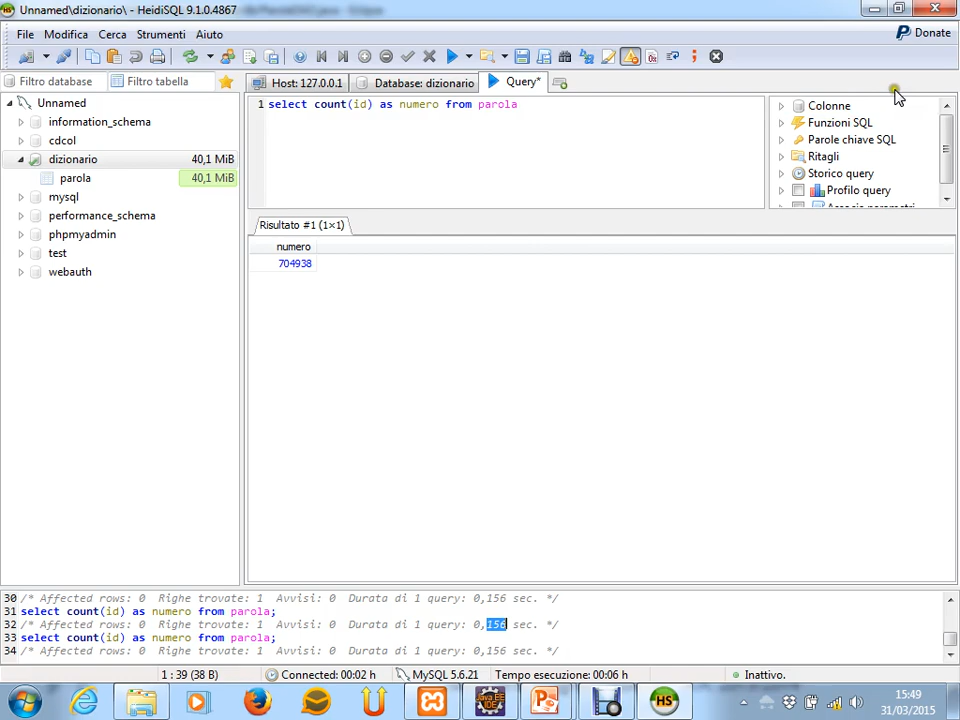 Unnamed\dizionario\ - HeidiSQL 9.1.0.4867
File Modifica Cerca Strumenti Aiuto
Donate
Filtro database Filtro tabella
Host: 127.0.0.1 Database: dizionario Query*
Unnamed
information_schema
cdcol
dizionario 40,1 MiB
parola 40,1 MiB
mysql
performance_schema
phpmyadmin
test
webauth
1 select count(id) as numero from parola
Colonne
Funzioni SQL
Parole chiave SQL
Ritagli
Storico query
Profilo query
Associa parametri
Risultato #1 (1×1)
numero
704938
30 /* Affected rows: 0 Righe trovate: 1 Avvisi: 0 Durata di 1 query: 0,156 sec. */
31 select count(id) as numero from parola;
32 /* Affected rows: 0 Righe trovate: 1 Avvisi: 0 Durata di 1 query: 0,156 sec. */
33 select count(id) as numero from parola;
34 /* Affected rows: 0 Righe trovate: 1 Avvisi: 0 Durata di 1 query: 0,156 sec. */
1 : 39 (38 B) Connected: 00:02 h MySQL 5.6.21 Tempo esecuzione: 00:06 h Inattivo.
HS
Java EE
IDE
15:49
31/03/2015